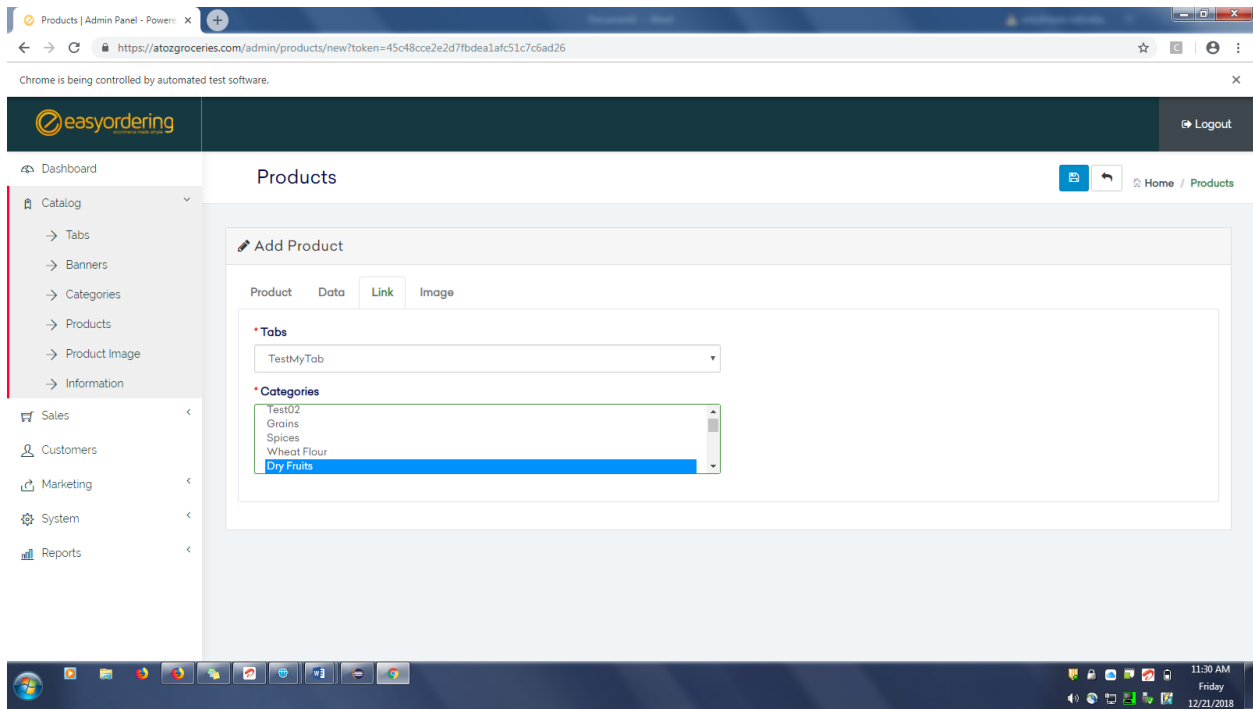 Products | Admin Panel - Powere
https://atozgroceries.com/admin/products/new?token=45c48cce2e2d7fbdea1afc51c7c6ad26
Chrome is being controlled by automated test software.
easyordering
Logout
Dashboard
Products
Home / Products
Catalog
Tabs
Add Product
Banners
Categories
Product Data Link Image
Products
* Tabs
Product Image
TestMyTab
Information
* Categories
Sales
Test02
Grains
Spices
Customers
Wheat Flour
Dry Fruits
Marketing
System
Reports
11:30 AM
Friday
12/21/2018